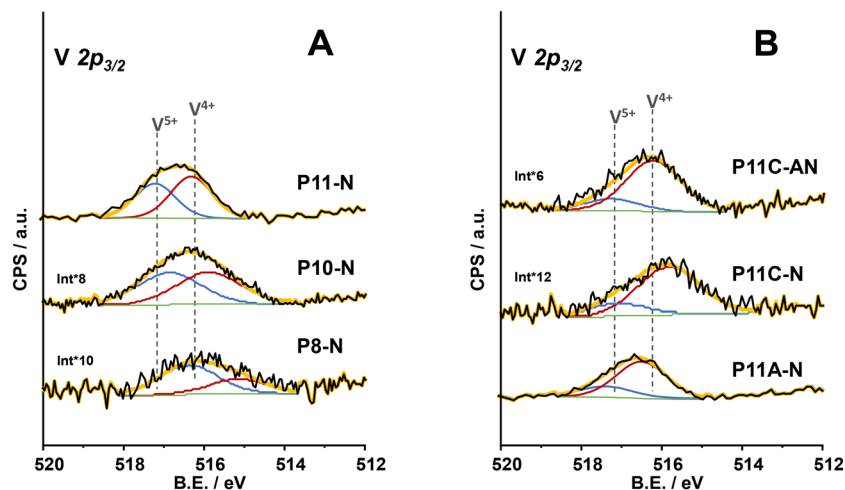 A
V 2p3/2
V5+
V4+
P11-N
Int*8
P10-N
Int*10
P8-N
CPS / a.u.
520 518 516 514 512
B.E. / eV
B
V 2p3/2
V5+
V4+
Int*6
P11C-AN
Int*12
P11C-N
P11A-N
CPS / a.u.
520 518 516 514 512
B.E. / eV